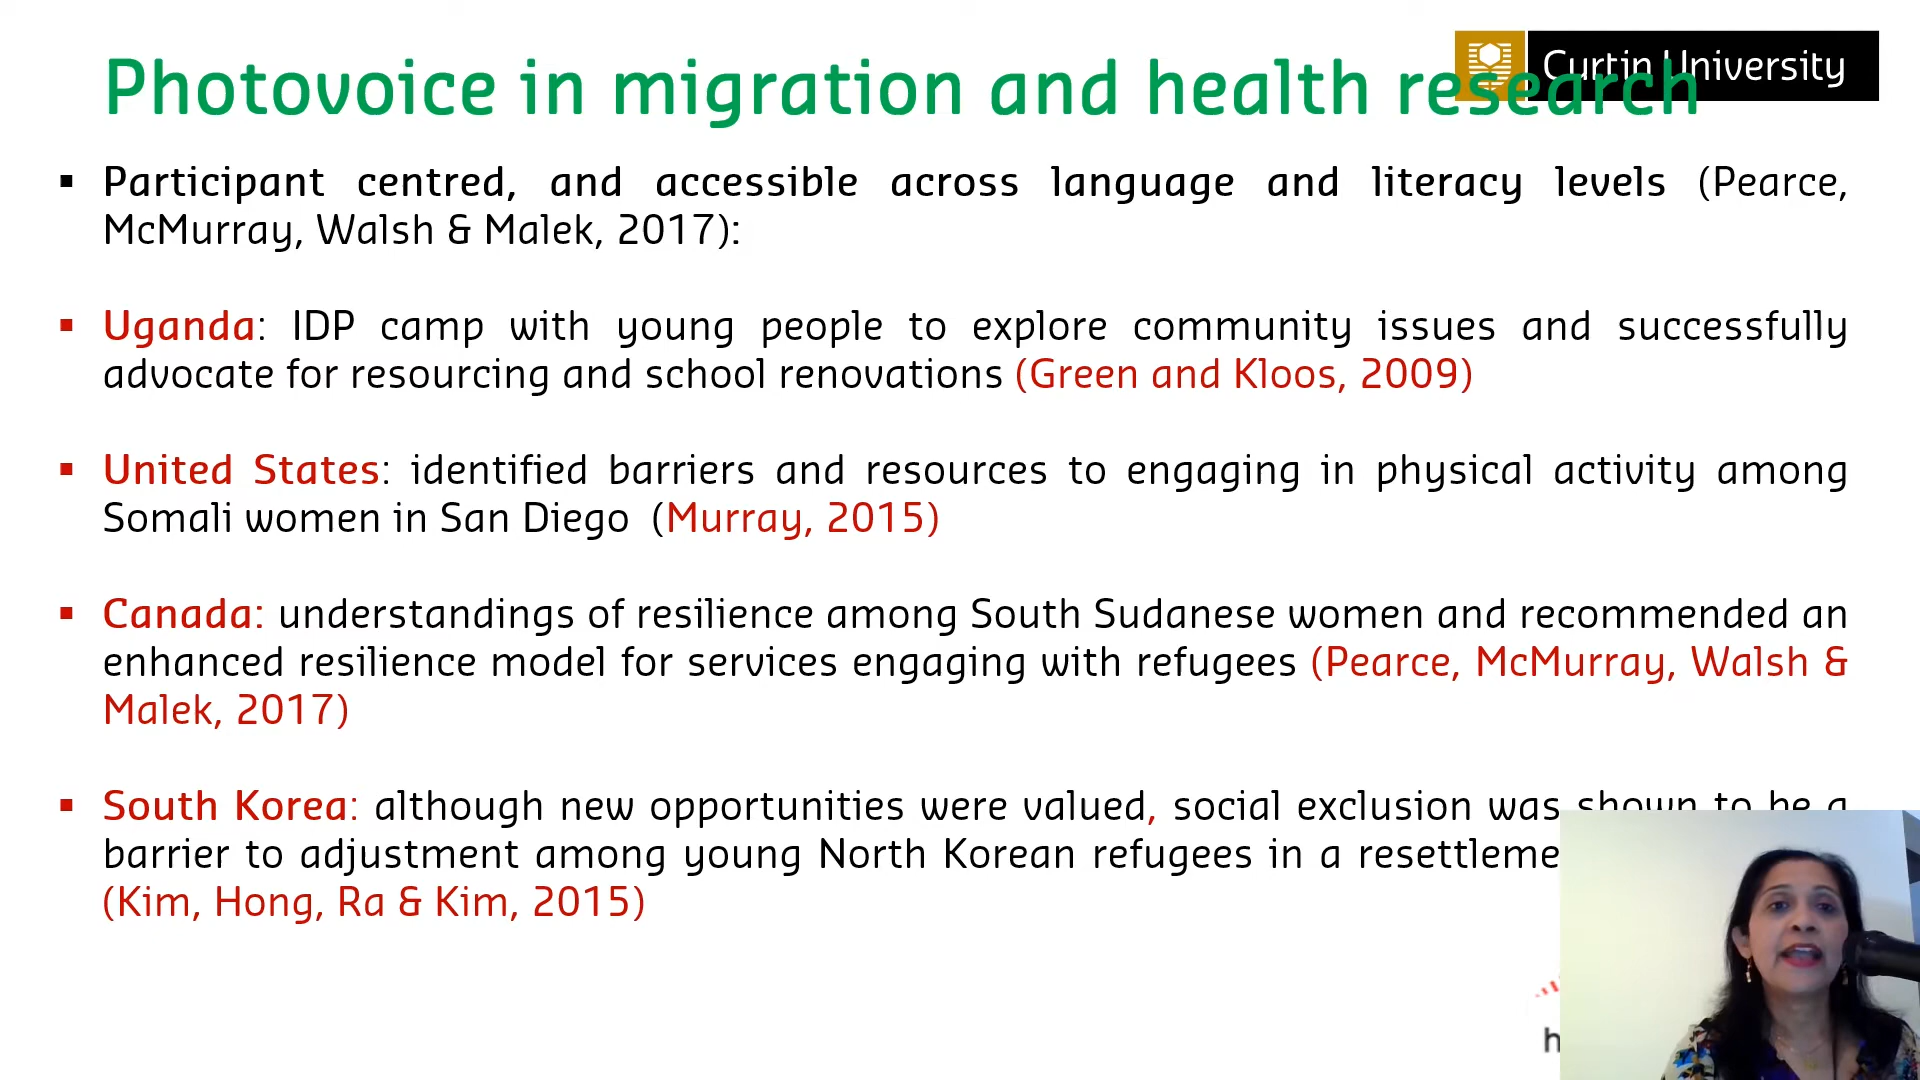 Curtin University
Photovoice in migration and health research
▪ Participant centred, and accessible across language and literacy levels (Pearce,
McMurray, Walsh & Malek, 2017):
▪ Uganda: IDP camp with young people to explore community issues and successfully
advocate for resourcing and school renovations (Green and Kloos, 2009)
▪ United States: identified barriers and resources to engaging in physical activity among
Somali women in San Diego (Murray, 2015)
▪ Canada: understandings of resilience among South Sudanese women and recommended an
enhanced resilience model for services engaging with refugees (Pearce, McMurray, Walsh &
Malek, 2017)
▪ South Korea: although new opportunities were valued, social exclusion was shown to be a
barrier to adjustment among young North Korean refugees in a resettleme
(Kim, Hong, Ra & Kim, 2015)
h